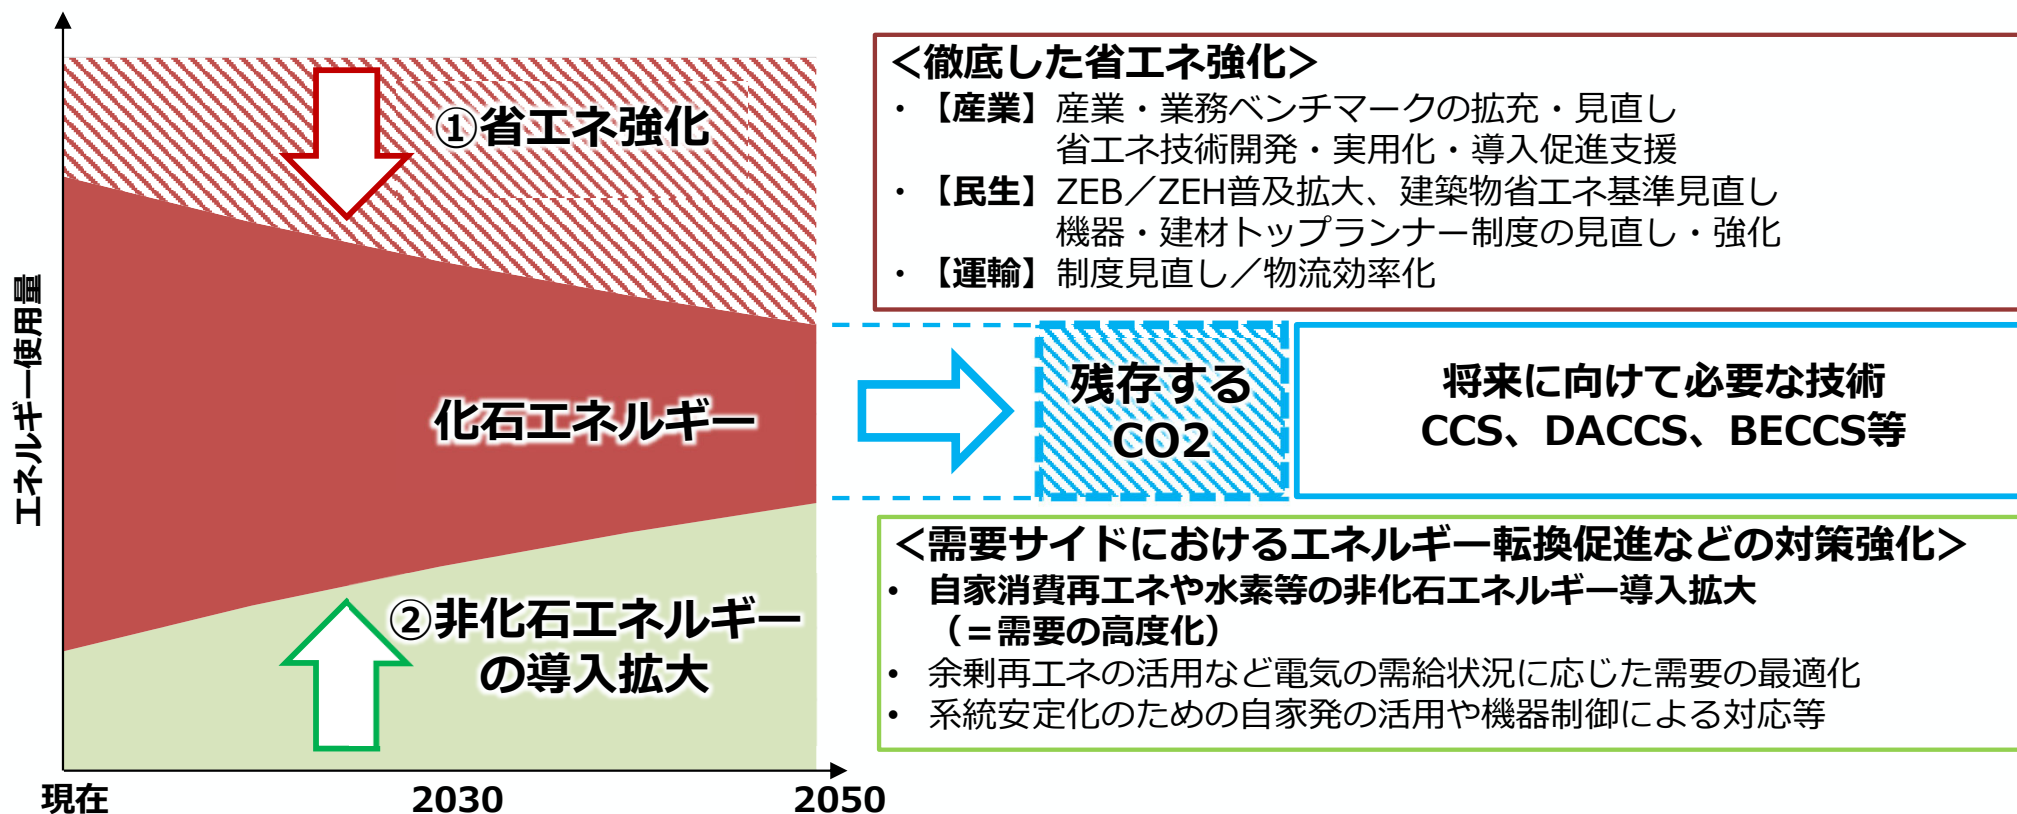 エネルギー使用量
①省エネ強化
化石エネルギー
②非化石エネルギー
の導入拡大
現在
2030
2050
＜徹底した省エネ強化＞
・【産業】産業・業務ベンチマークの拡充・見直し
省エネ技術開発・実用化・導入促進支援
・【民生】ZEB／ZEH普及拡大、建築物省エネ基準見直し
機器・建材トップランナー制度の見直し・強化
・【運輸】制度見直し／物流効率化
残存する
CO2
将来に向けて必要な技術
CCS、DACCS、BECCS等
＜需要サイドにおけるエネルギー転換促進などの対策強化＞
• 自家消費再エネや水素等の非化石エネルギー導入拡大
（＝需要の高度化）
• 余剰再エネの活用など電気の需給状況に応じた需要の最適化
• 系統安定化のための自家発の活用や機器制御による対応等